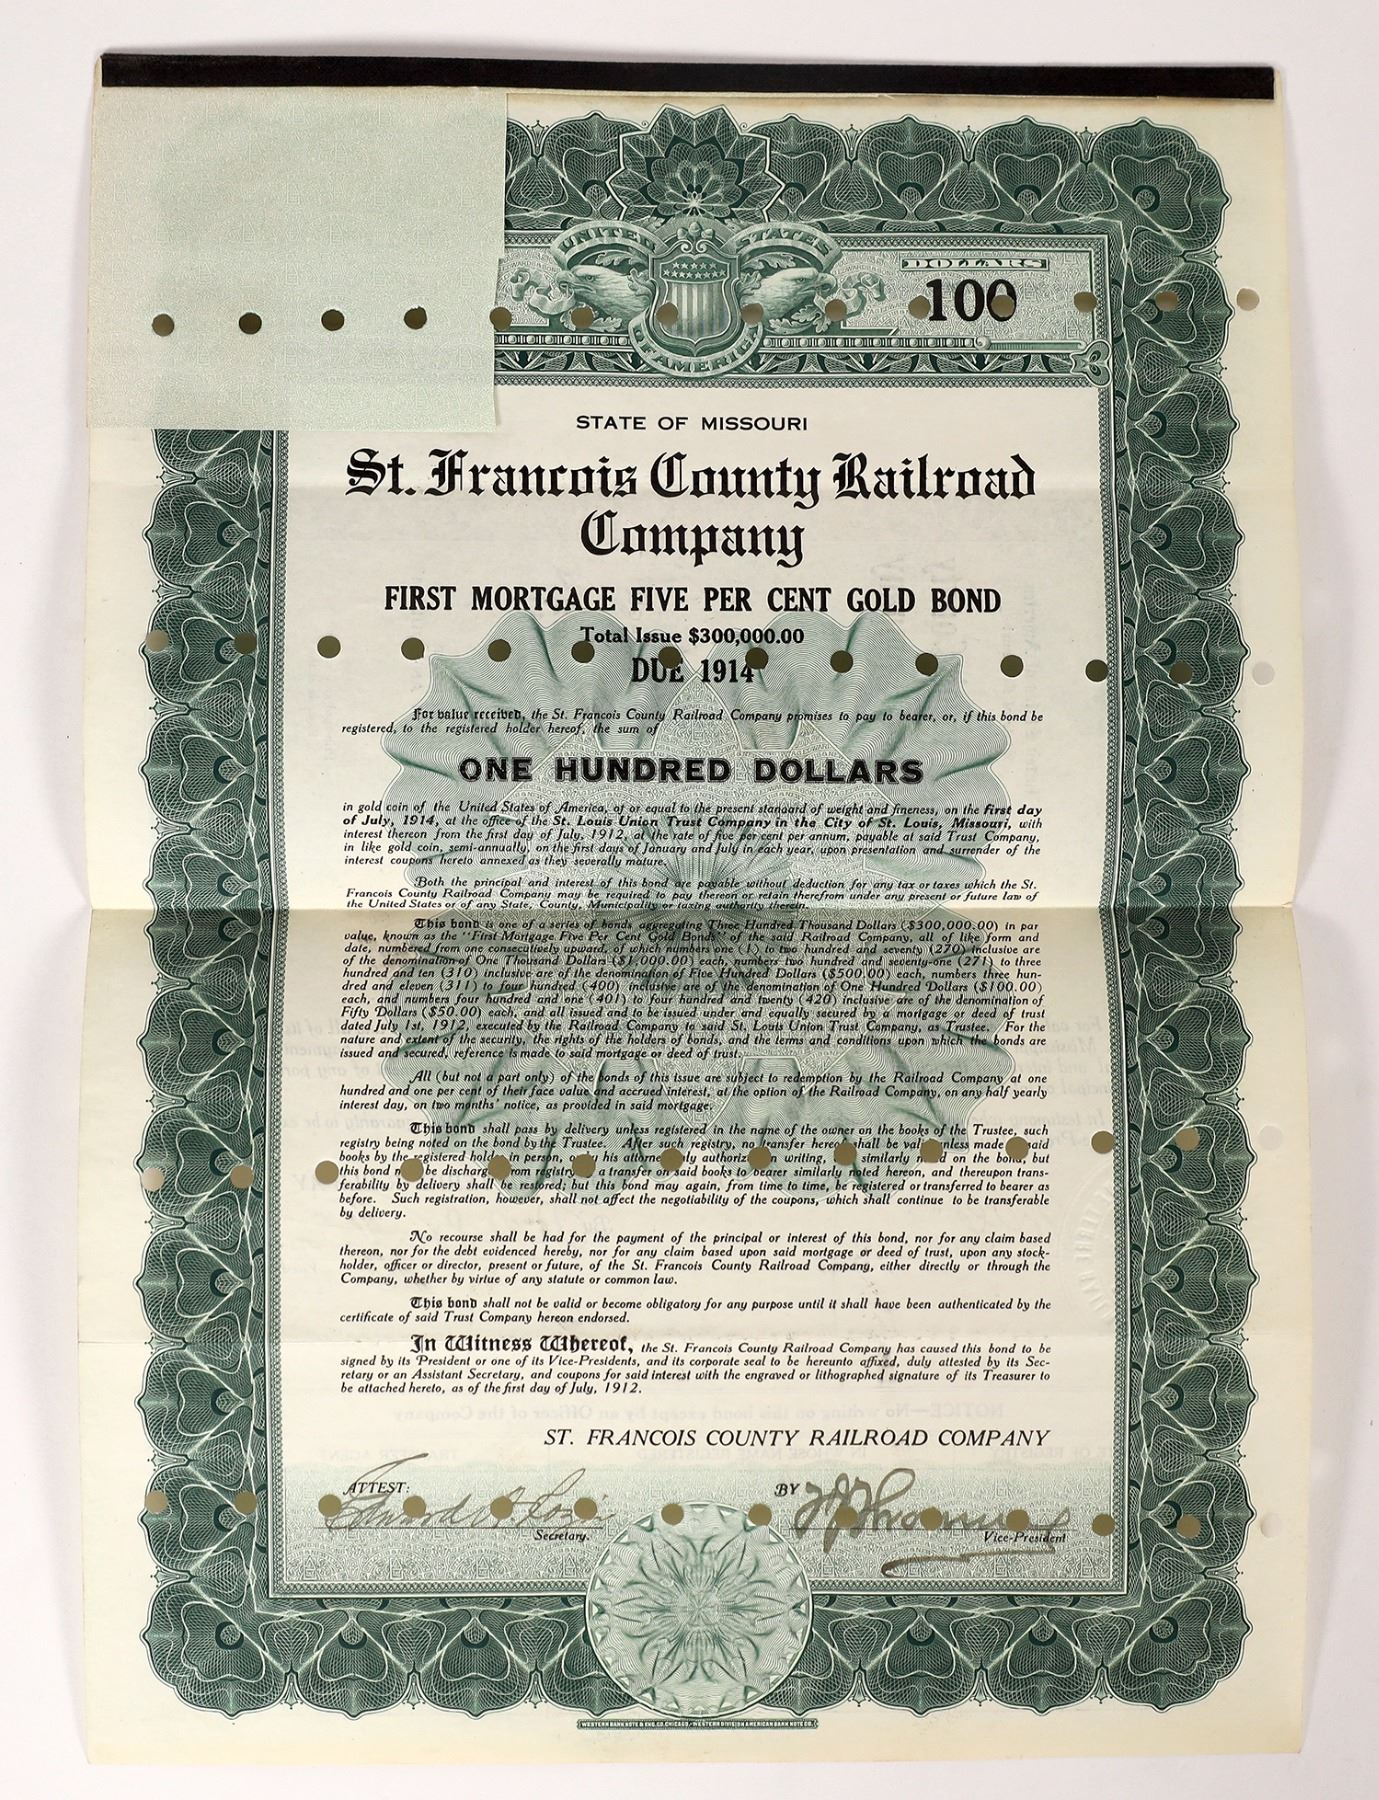 UNITED STATES
OF AMERICA
DOLLARS
100
STATE OF MISSOURI
St. Francois County Railroad
Company
FIRST MORTGAGE FIVE PER CENT GOLD BOND
Total Issue $300,000.00
DUE 1914
For value received, the St. Francois County Railroad Company promises to pay to bearer, or, if this bond be
registered, to the registered holder hereof, the sum of
ONE HUNDRED DOLLARS
in gold coin of the United States of America, of or equal to the present standard of weight and fineness, on the first day
of July, 1914, at the office of the St. Louis Union Trust Company in the City of St. Louis, Missouri, with
interest thereon from the first day of July, 1912, at the rate of five per cent per annum, payable at said Trust Company,
in like gold coin, semi-annually, on the first days of January and July in each year, upon presentation and surrender of the
interest coupons hereto annexed as they severally mature.
Both the principal and interest of this bond are payable without deduction for any tax or taxes which the St.
Francois County Railroad Company may be required to pay thereon or retain therefrom under any present or future law of
the United States or of any State, County, Municipality or taxing authority therein.
This bond is one of a series of bonds aggregating Three Hundred Thousand Dollars ($300,000.00) in par
value, known as the "First Mortgage Five Per Cent Gold Bonds" of the said Railroad Company, all of like form and
date, numbered from one consecutively upward, of which numbers one (1) to two hundred and seventy (270) inclusive are
of the denomination of One Thousand Dollars ($1,000.00) each, numbers two hundred and seventy-one (271) to three
hundred and ten (310) inclusive are of the denomination of Five Hundred Dollars ($500.00) each, numbers three hun-
dred and eleven (311) to four hundred (400) inclusive are of the denomination of One Hundred Dollars ($100.00)
each, and numbers four hundred and one (401) to four hundred and twenty (420) inclusive are of the denomination of
Fifty Dollars ($50.00) each, and all issued and to be issued under and equally secured by a mortgage or deed of trust
dated July 1st, 1912, executed by the Railroad Company to said St. Louis Union Trust Company, as Trustee. For the
nature and extent of the security, the rights of the holders of bonds, and the terms and conditions upon which the bonds are
issued and secured, reference is made to said mortgage or deed of trust.
All (but not a part only) of the bonds of this issue are subject to redemption by the Railroad Company at one
hundred and one per cent of their face value and accrued interest, at the option of the Railroad Company, on any half yearly
interest day, on two months' notice, as provided in said mortgage.
This bond shall pass by delivery unless registered in the name of the owner on the books of the Trustee, such
registry being noted on the bond by the Trustee. After such registry, no transfer hereof shall be valid unless made on said
books by the registered holder in person, or by his attorney duly authorized in writing, and similarly noted on the bond, but
this bond may be discharged from registry by a transfer on said books to bearer similarly noted hereon, and thereupon trans-
ferability by delivery shall be restored; but this bond may again, from time to time, be registered or transferred to bearer as
before. Such registration, however, shall not affect the negotiability of the coupons, which shall continue to be transferable
by delivery.
No recourse shall be had for the payment of the principal or interest of this bond, nor for any claim based
thereon, nor for the debt evidenced hereby, nor for any claim based upon said mortgage or deed of trust, upon any stock-
holder, officer or director, present or future, of the St. Francois County Railroad Company, either directly or through the
Company, whether by virtue of any statute or common law.
This bond shall not be valid or become obligatory for any purpose until it shall have been authenticated by the
certificate of said Trust Company hereon endorsed.
In Witness Whereof, the St. Francois County Railroad Company has caused this bond to be
signed by its President or one of its Vice-Presidents, and its corporate seal to be hereunto affixed, duly attested by its Sec-
retary or an Assistant Secretary, and coupons for said interest with the engraved or lithographed signature of its Treasurer to
be attached hereto, as of the first day of July, 1912.
ST. FRANCOIS COUNTY RAILROAD COMPANY
ATTEST: BY
Edward A.
Secretary. Vice-President
WESTERN BANK NOTE & ENG. CO. CHICAGO.-WESTERN DIVISION AMERICAN BANK NOTE CO.